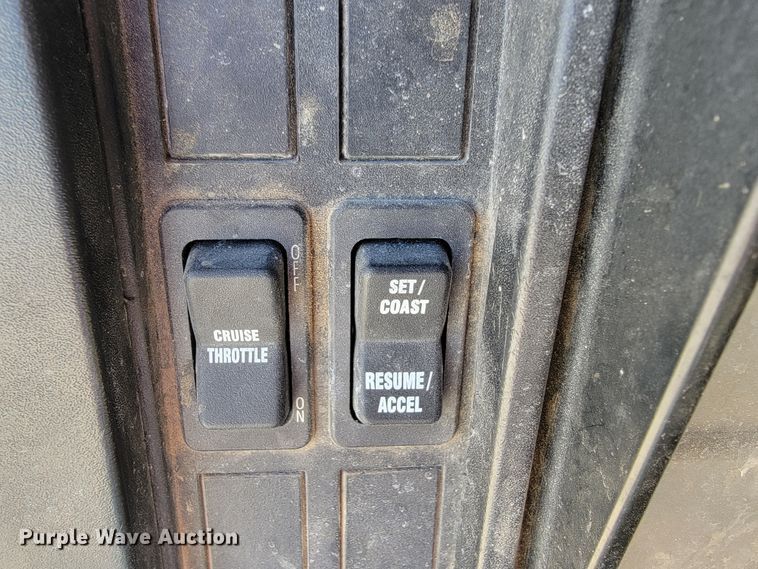 OFF
CRUISE
THROTTLE
ON
SET/
COAST
RESUME/
ACCEL
Purple Wave Auction